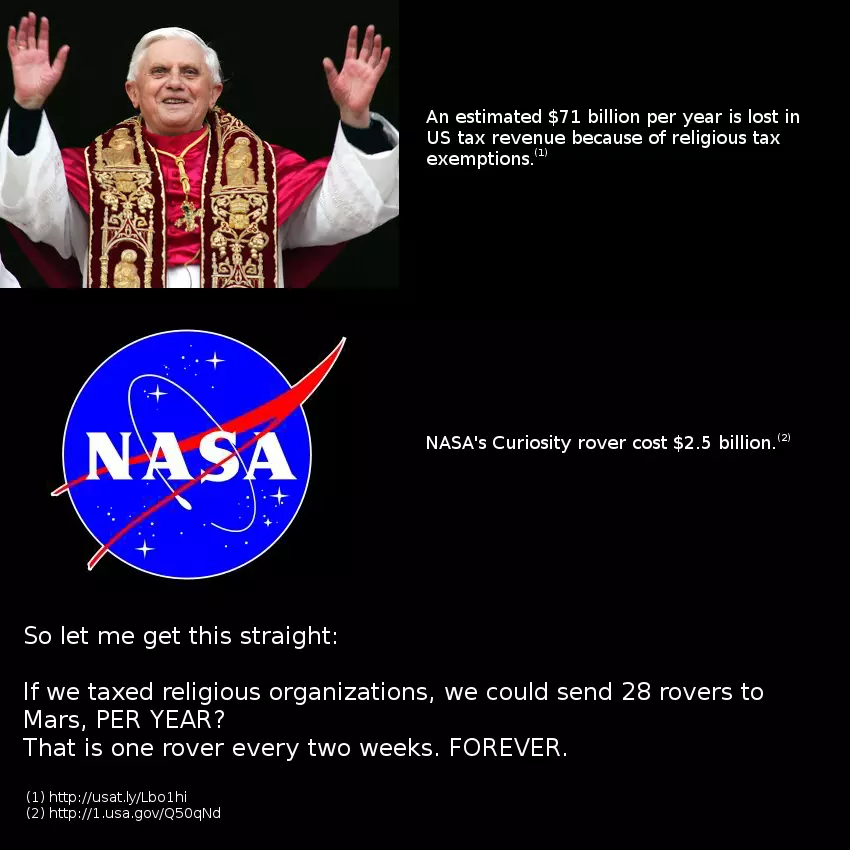 An estimated $71 billion per year is lost in
US tax revenue because of religious tax
exemptions.(1)
NASA
NASA's Curiosity rover cost $2.5 billion.(2)
So let me get this straight:
If we taxed religious organizations, we could send 28 rovers to
Mars, PER YEAR?
That is one rover every two weeks. FOREVER.
(1) http://usat.ly/Lbo1hi
(2) http://1.usa.gov/Q50qNd